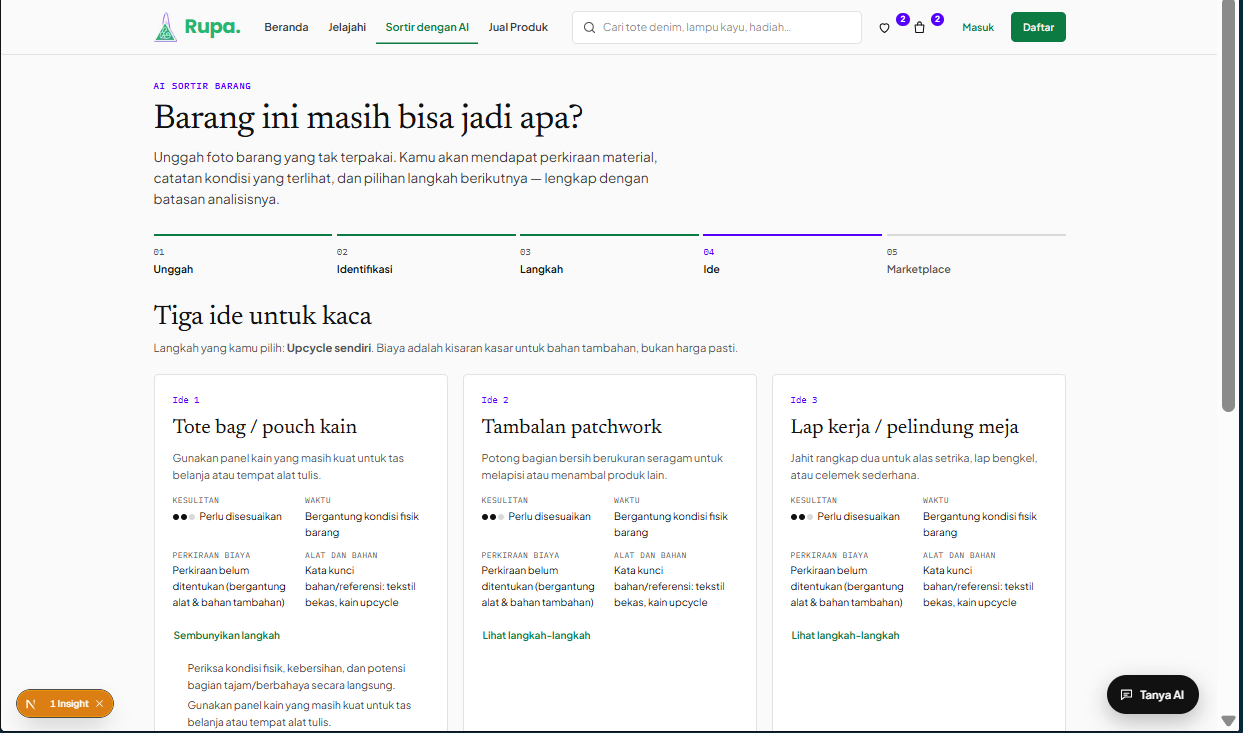 Rupa.
Beranda
Jelajahi
Sortir dengan AI
Jual Produk
Cari tote denim, lampu kayu, hadiah...
2
2
Masuk
Daftar
AI SORTIR BARANG
Barang ini masih bisa jadi apa?
Unggah foto barang yang tak terpakai. Kamu akan mendapat perkiraan material,
catatan kondisi yang terlihat, dan pilihan langkah berikutnya — lengkap dengan
batasan analisisnya.
01
Unggah
02
Identifikasi
03
Langkah
04
Ide
05
Marketplace
Tiga ide untuk kaca
Langkah yang kamu pilih: Upcycle sendiri. Biaya adalah kisaran kasar untuk bahan tambahan, bukan harga pasti.
Ide 1
Tote bag / pouch kain
Gunakan panel kain yang masih kuat untuk tas
belanja atau tempat alat tulis.
KESULITAN
Perlu disesuaikan
WAKTU
Bergantung kondisi fisik
barang
PERKIRAAN BIAYA
Perkiraan belum
ditentukan (bergantung
alat & bahan tambahan)
ALAT DAN BAHAN
Kata kunci
bahan/referensi: tekstil
bekas, kain upcycle
Sembunyikan langkah
Periksa kondisi fisik, kebersihan, dan potensi
bagian tajam/berbahaya secara langsung.
Gunakan panel kain yang masih kuat untuk tas
belanja atau tempat alat tulis.
Ide 2
Tambalan patchwork
Potong bagian bersih berukuran seragam untuk
melapisi atau menambal produk lain.
KESULITAN
Perlu disesuaikan
WAKTU
Bergantung kondisi fisik
barang
PERKIRAAN BIAYA
Perkiraan belum
ditentukan (bergantung
alat & bahan tambahan)
ALAT DAN BAHAN
Kata kunci
bahan/referensi: tekstil
bekas, kain upcycle
Lihat langkah-langkah
Ide 3
Lap kerja / pelindung meja
Jahit rangkap dua untuk alas setrika, lap bengkel,
atau celemek sederhana.
KESULITAN
Perlu disesuaikan
WAKTU
Bergantung kondisi fisik
barang
PERKIRAAN BIAYA
Perkiraan belum
ditentukan (bergantung
alat & bahan tambahan)
ALAT DAN BAHAN
Kata kunci
bahan/referensi: tekstil
bekas, kain upcycle
Lihat langkah-langkah
N 1 Insight
Tanya AI